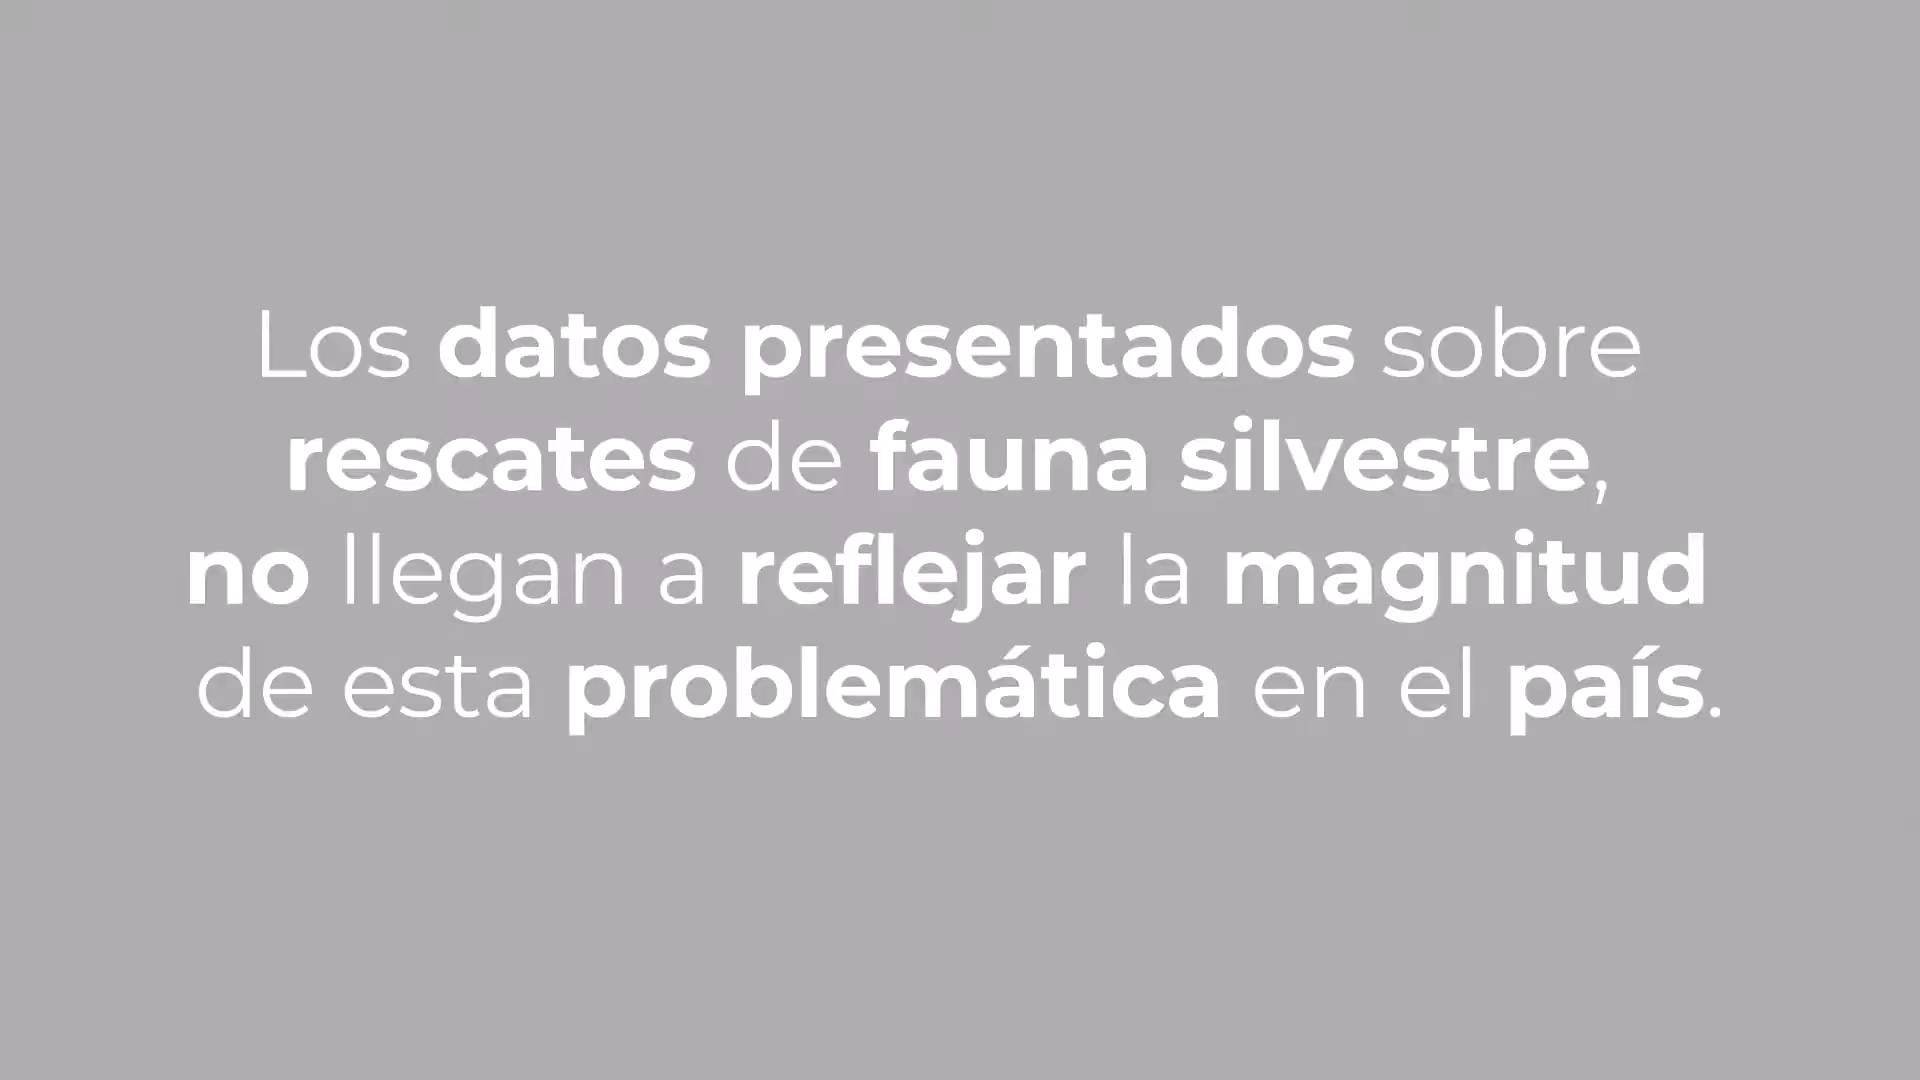 Los datos presentados sobre
rescates de fauna silvestre,
no llegan a reflejar la magnitud
de esta problemática en el país.